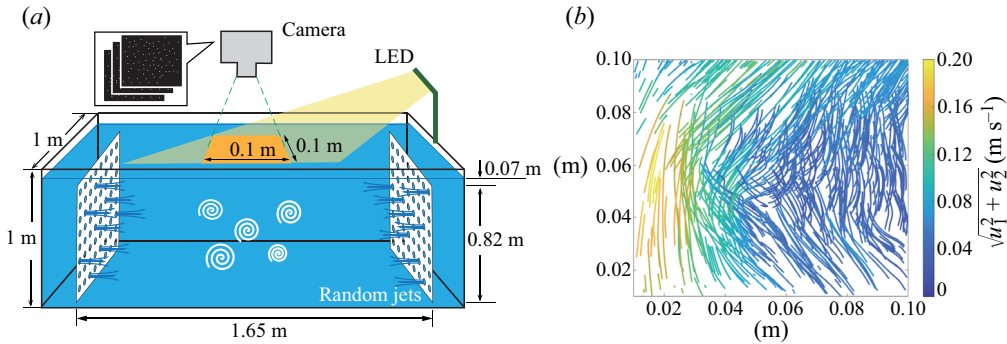 (a)
Camera
LED
1 m
0.1 m
0.1 m
0.07 m
1 m
0.82 m
Random jets
1.65 m
(b)
0.10
0.08
(m) 0.06
0.04
0.02
0.02 0.04 0.06 0.08 0.10
(m)
0.20
0.16
0.12
0.08
0.04
0
√u₁² + u₂² (m s⁻¹)